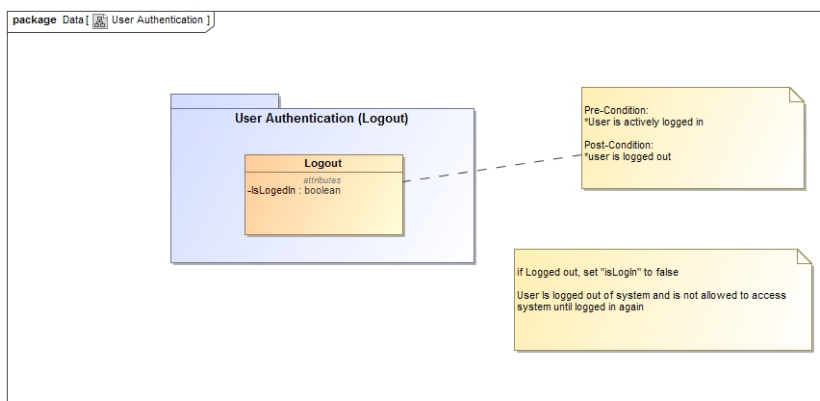 package Data [ User Authentication ]
User Authentication (Logout)
Logout
attributes
-IsLogedIn : boolean
Pre-Condition:
*User is actively logged in
Post-Condition:
*user is logged out
if Logged out, set "isLogIn" to false
User Is logged out of system and is not allowed to access
system until logged in again